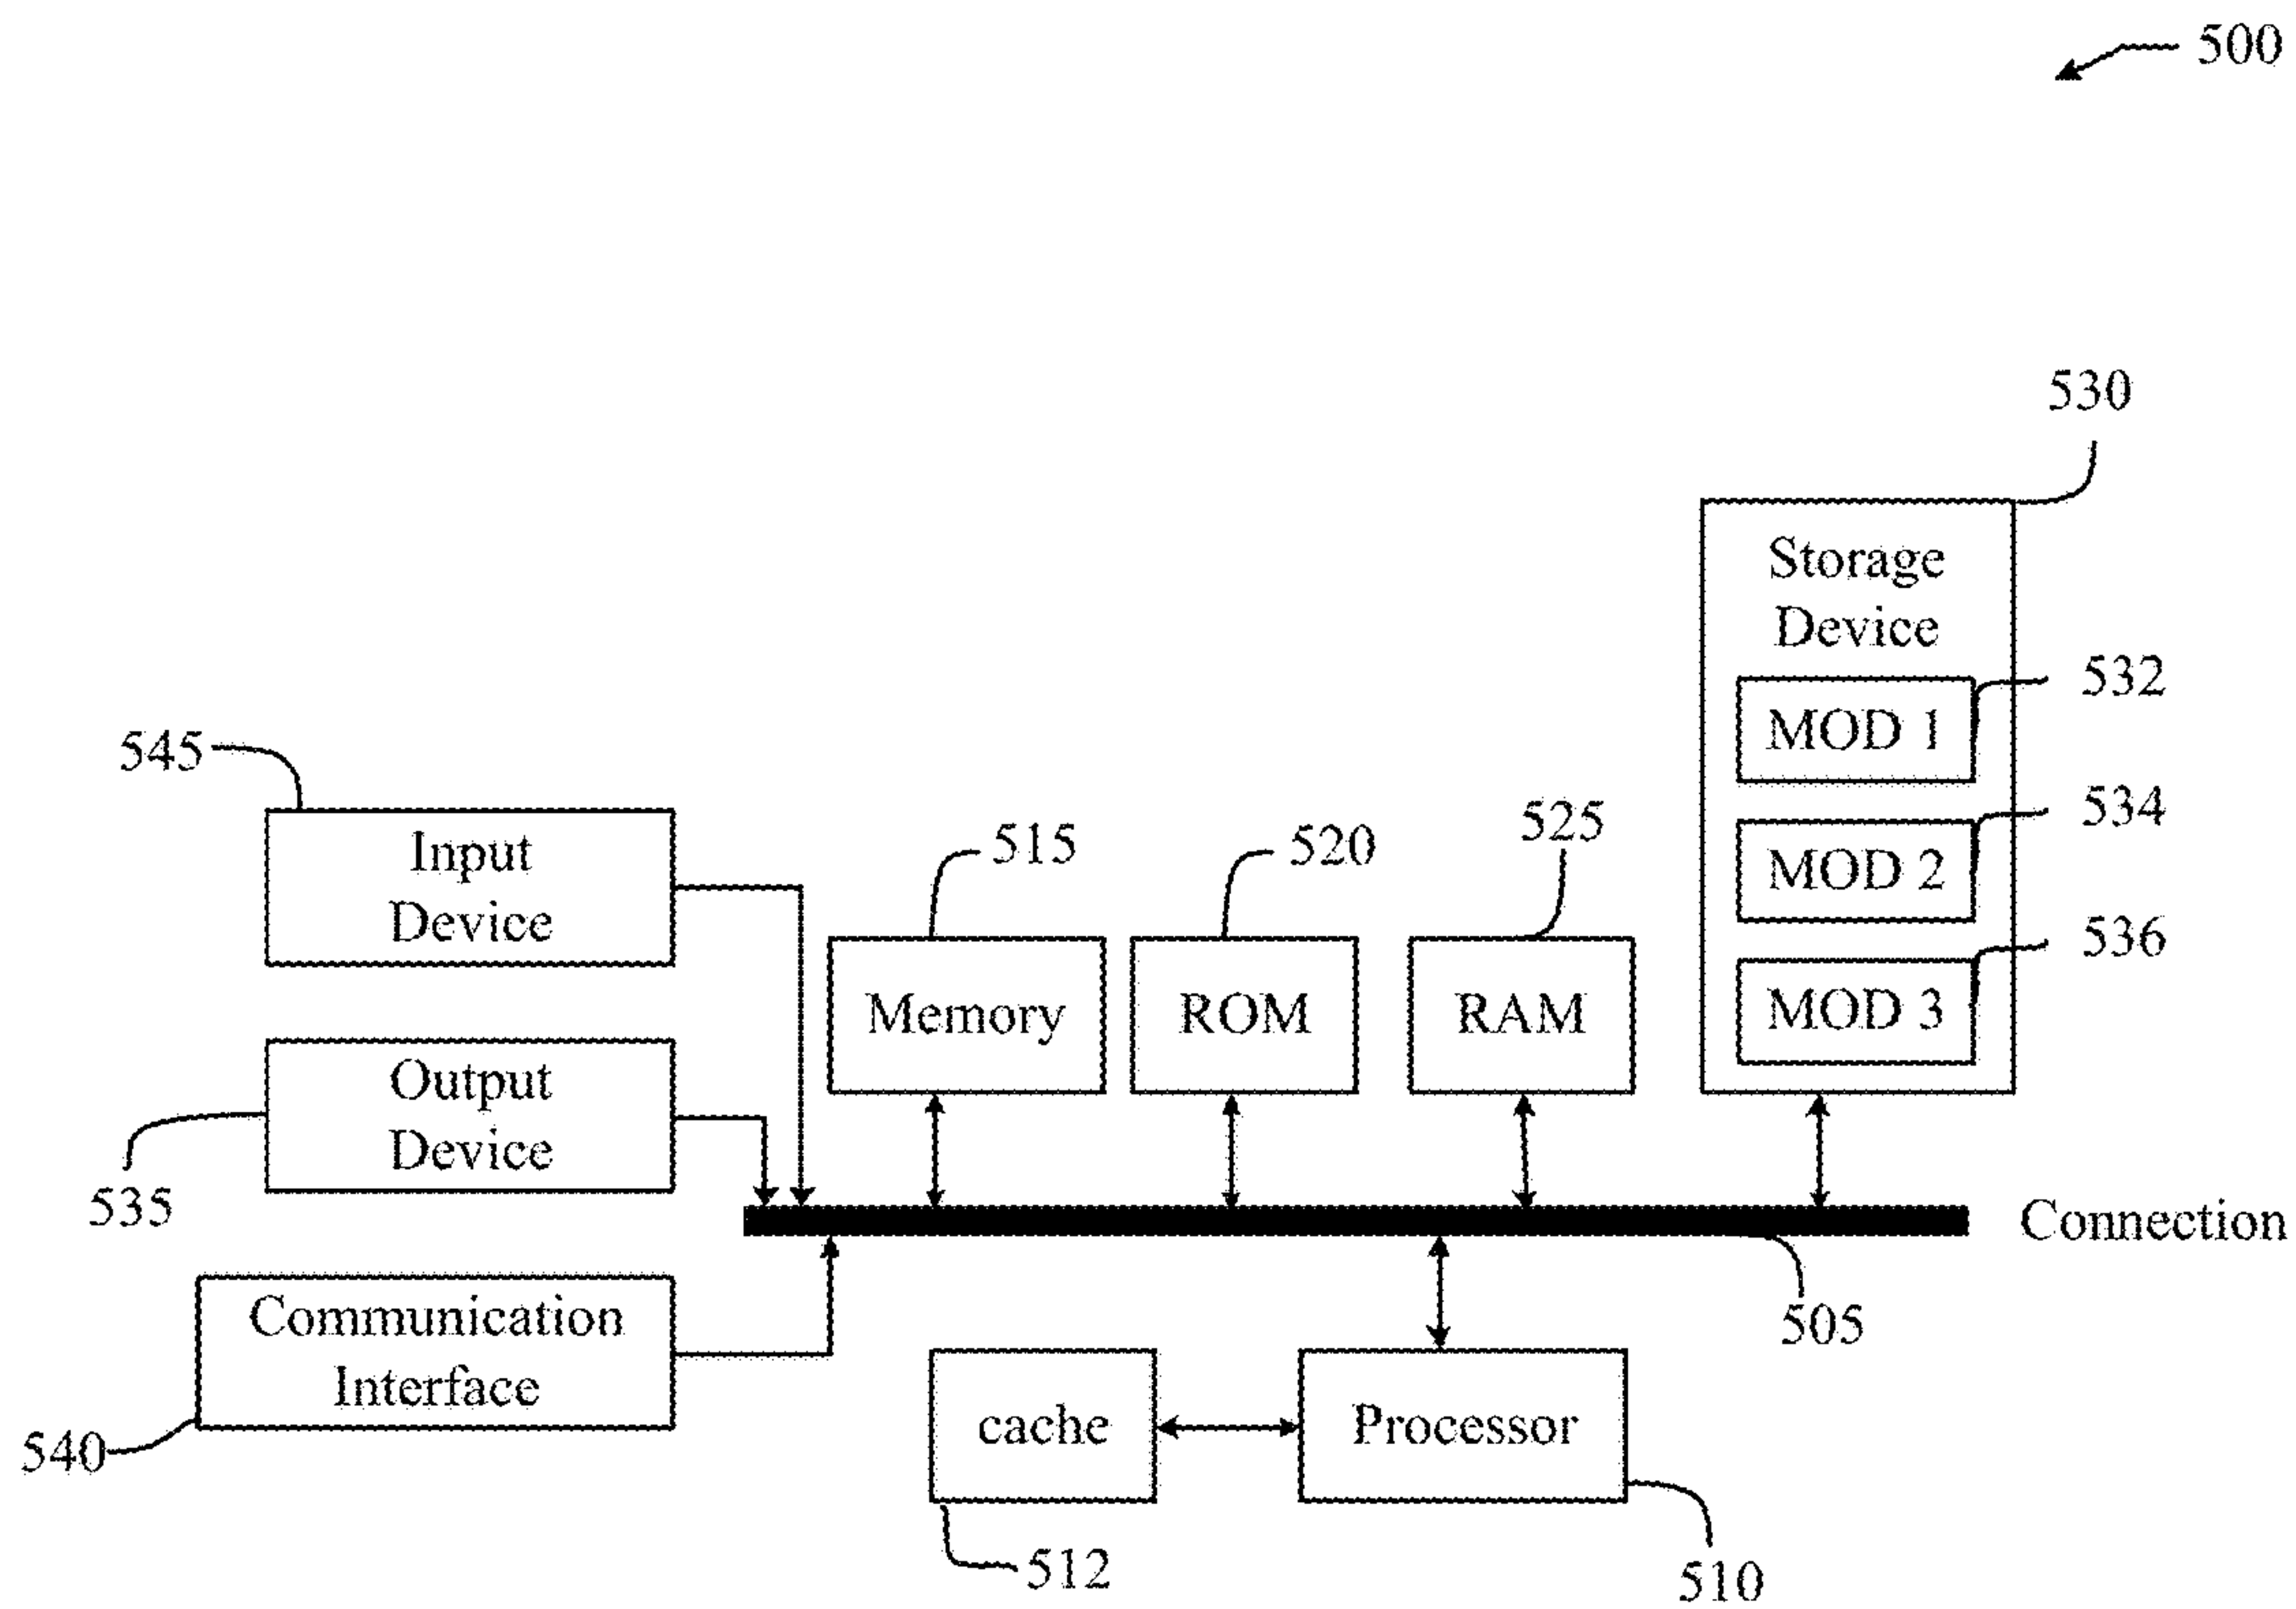 500
530
Storage
Device
532
MOD 1
534
MOD 2
536
MOD 3
545
Input
Device
515
Memory
520
ROM
525
RAM
Output
Device
535
Connection
505
Communication
Interface
540
cache
512
Processor
510